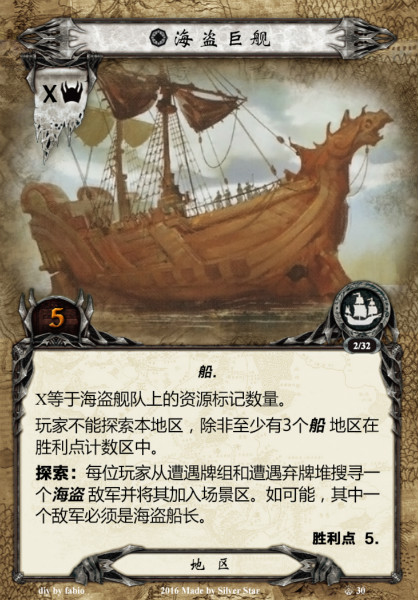 海盗巨舰
X
5
2/32
船.
X等于海盗舰队上的资源标记数量。
玩家不能探索本地区，除非至少有3个船 地区在
胜利点计数区中。
探索：每位玩家从遭遇牌组和遭遇弃牌堆搜寻一
个海盗 敌军并将其加入场景区。如可能，其中一
个敌军必须是海盗船长。
胜利点 5.
地 区
diy by fabio
2016 Made by Silver Star
30